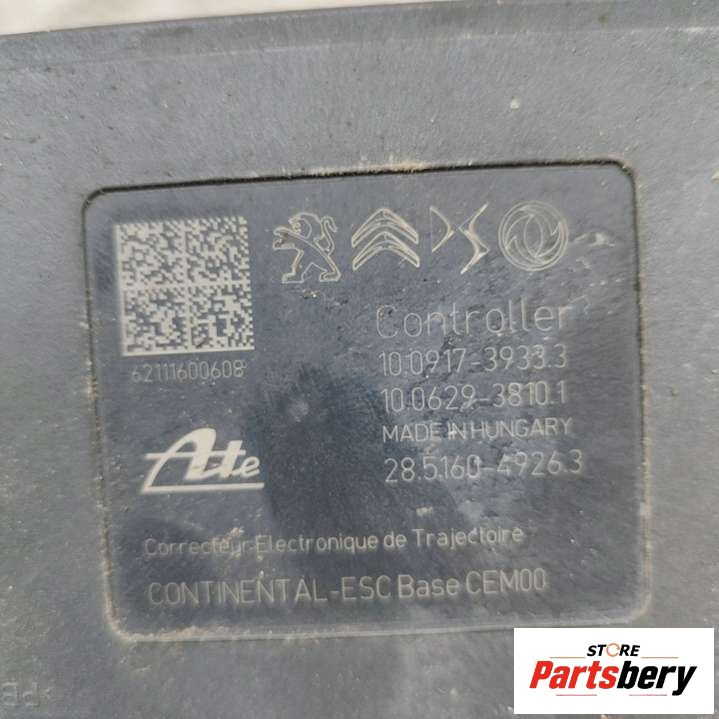 DS
Controller
10.0917-3933.3
62111600608
10.0629-3810.1
MADE IN HUNGARY
Ate
28.5160-4926.3
Correcteur Electronique de Trajectoire
CONTINENTAL-ESC Base CEM00
STORE
Partsbery